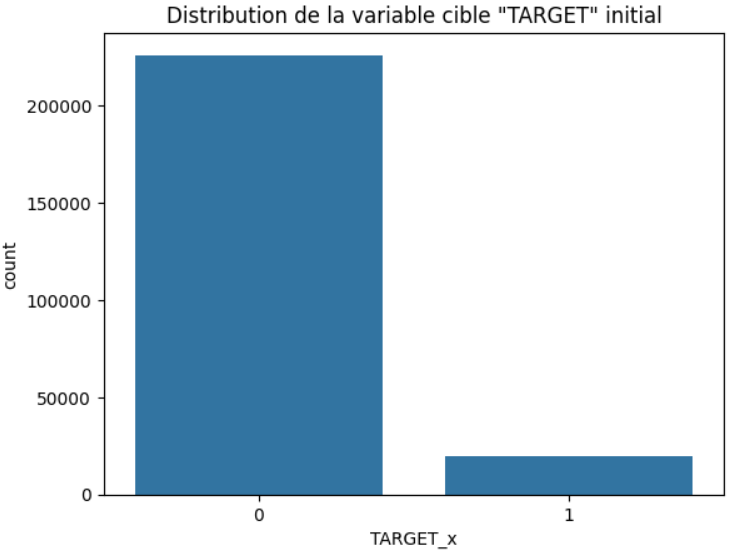 Distribution de la variable cible "TARGET" initial
200000
150000
100000
50000
0
count
0 1
TARGET_x